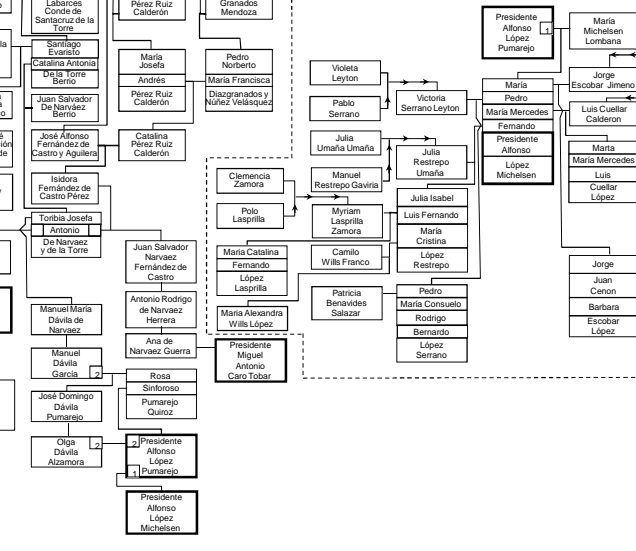 Labarces
Conde de
Santacruz de la
Torre
Santiago
Evaristo
Catalina Antonia
De la Torre
Berrio
Juan Salvador
De Narváez
Berrio
José Alfonso
Fernández de
Castro y Aguilera
Isidora
Fernández de
Castro Pérez
Toribia Josefa
Antonio
De Narvaez
y de la Torre
Manuel María
Dávila de
Narvaez
Manuel
Dávila
García
2
José Domingo
Dávila
Pumarejo
Olga
Dávila
Alzamora
2
Pérez Ruiz
Calderón
María
Josefa
Andrés
Pérez Ruiz
Calderón
Catalina
Pérez Ruiz
Calderón
Juan Salvador
Narvaez
Fernández de
Castro
Antonio Rodrigo
de Narvaez
Herrera
Ana de
Narvaez Guerra
Rosa
Sinforoso
Pumarejo
Quiroz
2
Presidente
Alfonso
López
Pumarejo
1
Presidente
Alfonso
López
Michelsen
Granados
Mendoza
Pedro
Norberto
María Francisca
Diazgranados y
Núñez Velásquez
Clemencia
Zamora
Polo
Lasprilla
Maria Catalina
Fernando
López
Lasprilla
Maria Alexandra
Wills López
Presidente
Miguel
Antonio
Caro Tobar
Violeta
Leyton
Pablo
Serrano
Julia
Umaña Umaña
Manuel
Restrepo Gaviria
Myriam
Lasprilla
Zamora
Camilo
Wills Franco
Patricia
Benavides
Salazar
Victoria
Serrano Leyton
Julia
Restrepo
Umaña
Julia Isabel
Luis Fernando
María
Cristina
López
Restrepo
Pedro
María Consuelo
Rodrigo
Bernardo
López
Serrano
Presidente
Alfonso
López
Pumarejo
1
María
Pedro
María Mercedes
Fernando
Presidente
Alfonso
López
Michelsen
María
Michelsen
Lombana
Jorge
Escobar Jimeno
Luis Cuellar
Calderon
Marta
María Mercedes
Luis
Cuellar
López
Jorge
Juan
Cenon
Barbara
Escobar
López